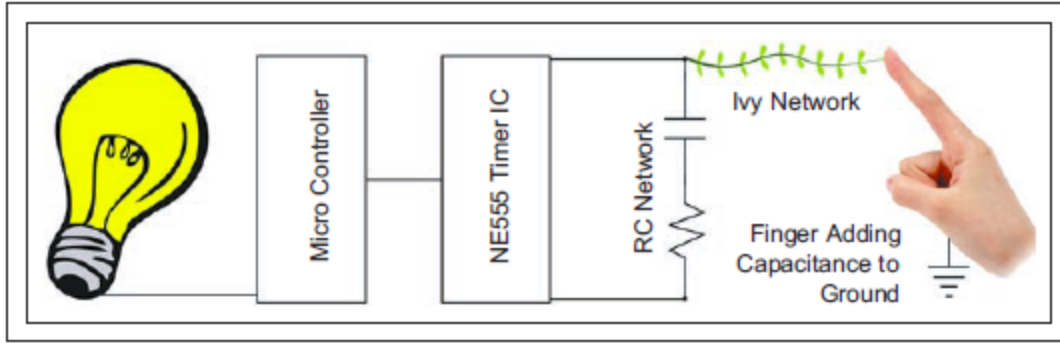 Micro Controller
NE555 Timer IC
RC Network
Ivy Network
Finger Adding
Capacitance to
Ground